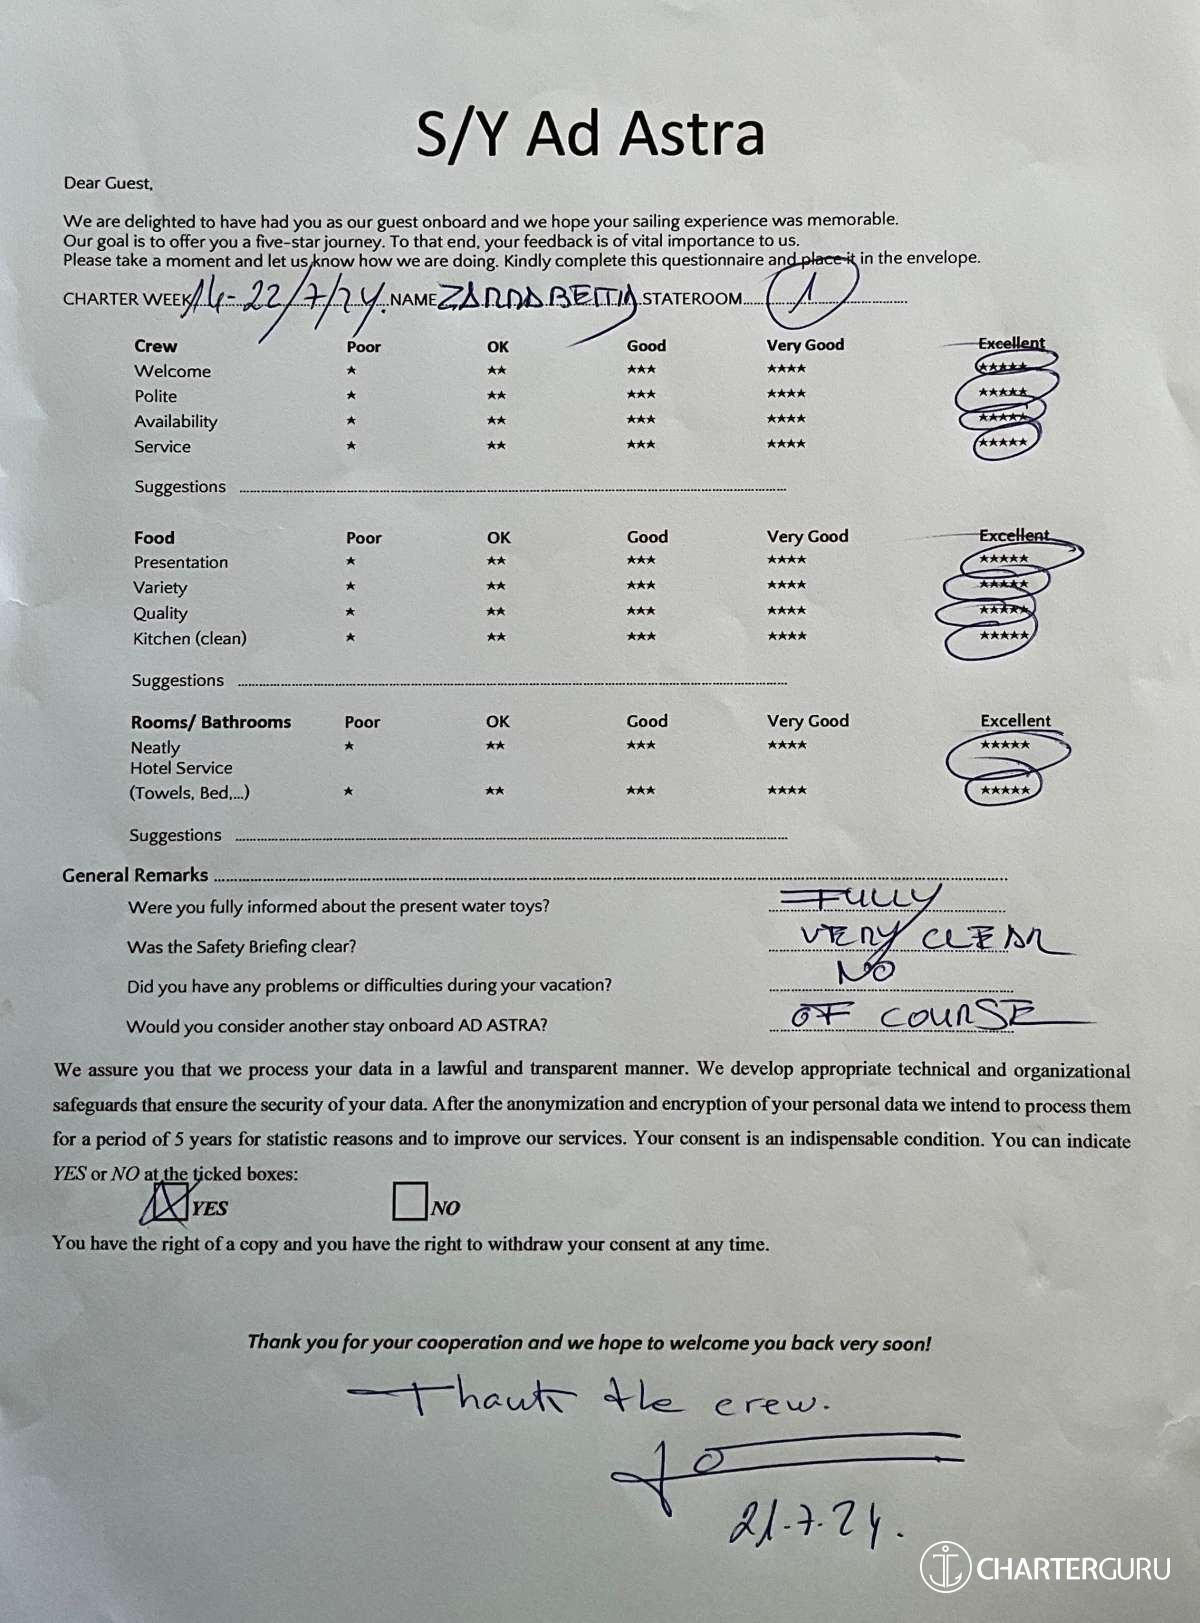 S/Y Ad Astra
Dear Guest,
We are delighted to have had you as our guest onboard and we hope your sailing experience was memorable.
Our goal is to offer you a five-star journey. To that end, your feedback is of vital importance to us.
Please take a moment and let us know how we are doing. Kindly complete this questionnaire and place it in the envelope.
CHARTER WEEK 14-22/7/24. NAME ZARRABEITIA STATEROOM 1
Crew Poor OK Good Very Good Excellent
Welcome ★ ★★ ★★★ ★★★★ ★★★★★
Polite ★ ★★ ★★★ ★★★★ ★★★★★
Availability ★ ★★ ★★★ ★★★★ ★★★★★
Service ★ ★★ ★★★ ★★★★ ★★★★★
Suggestions
Food Poor OK Good Very Good Excellent
Presentation ★ ★★ ★★★ ★★★★ ★★★★★
Variety ★ ★★ ★★★ ★★★★ ★★★★★
Quality ★ ★★ ★★★ ★★★★ ★★★★★
Kitchen (clean) ★ ★★ ★★★ ★★★★ ★★★★★
Suggestions
Rooms/ Bathrooms Poor OK Good Very Good Excellent
Neatly ★ ★★ ★★★ ★★★★ ★★★★★
Hotel Service
(Towels, Bed,...) ★ ★★ ★★★ ★★★★ ★★★★★
Suggestions
General Remarks
Were you fully informed about the present water toys? FULLY
Was the Safety Briefing clear? VERY CLEAR
Did you have any problems or difficulties during your vacation? NO
Would you consider another stay onboard AD ASTRA? OF COURSE
We assure you that we process your data in a lawful and transparent manner. We develop appropriate technical and organizational
safeguards that ensure the security of your data. After the anonymization and encryption of your personal data we intend to process them
for a period of 5 years for statistic reasons and to improve our services. Your consent is an indispensable condition. You can indicate
YES or NO at the ticked boxes:
YES NO
You have the right of a copy and you have the right to withdraw your consent at any time.
Thank you for your cooperation and we hope to welcome you back very soon!
Thank the crew.
21.7.24.
CHARTERGURU